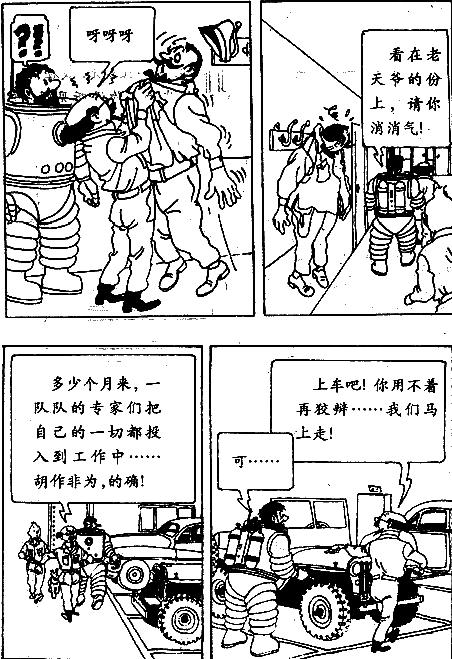 ?!
呀呀呀
看在老
天爷的份
上，请你
消消气!
多少个月来，一
队队的专家们把
自己的一切都投
入到工作中……
胡作非为,的确!
上车吧! 你用不着
再狡辩……我们马
上走!
可……